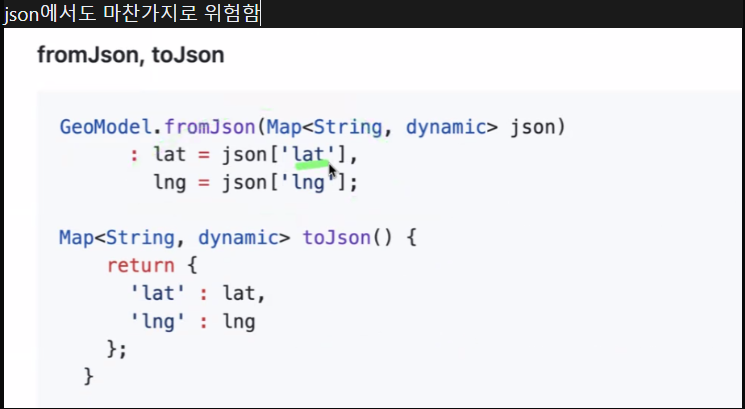 json에서도 마찬가지로 위험함
fromJson, toJson
GeoModel.fromJson(Map<String, dynamic> json)
: lat = json['lat'],
lng = json['lng'];
Map<String, dynamic> toJson() {
return {
'lat' : lat,
'lng' : lng
};
}